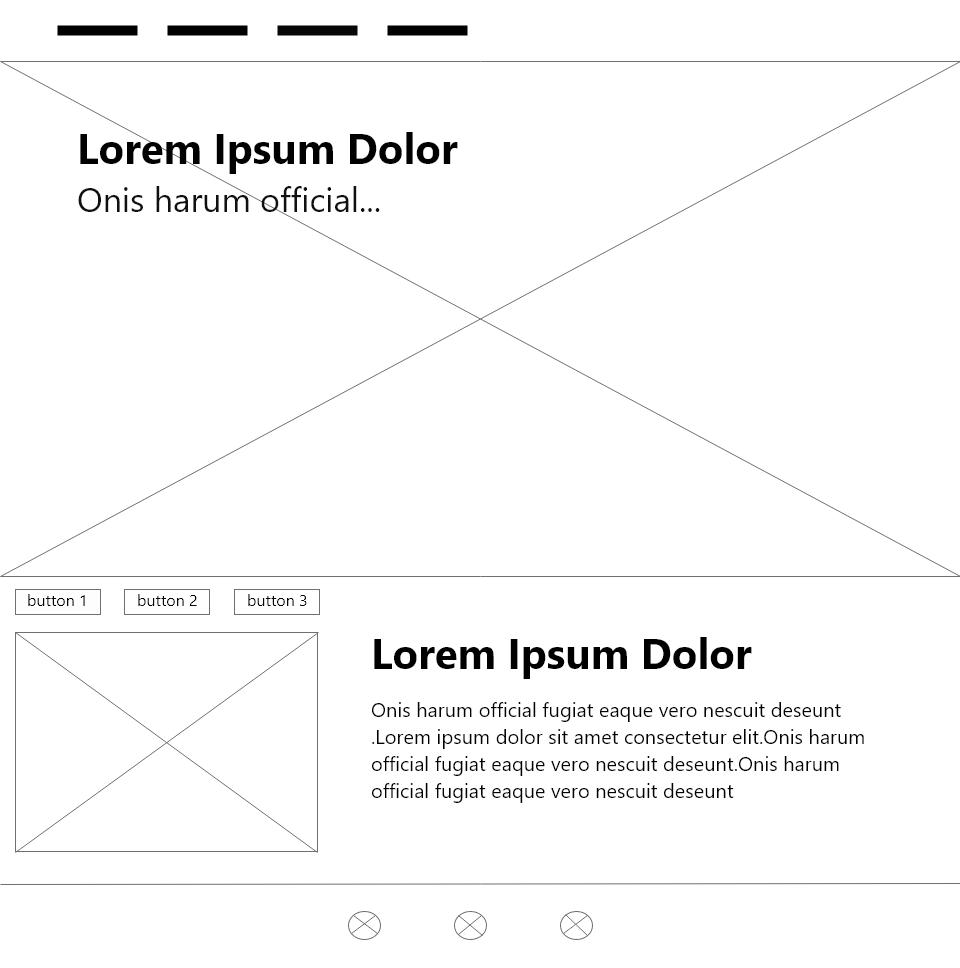 Lorem Ipsum Dolor
Onis harum official...
button 1
button 2
button 3
Lorem Ipsum Dolor
Onis harum official fugiat eaque vero nescuit deseunt
.Lorem ipsum dolor sit amet consectetur elit.Onis harum
official fugiat eaque vero nescuit deseunt.Onis harum
official fugiat eaque vero nescuit deseunt